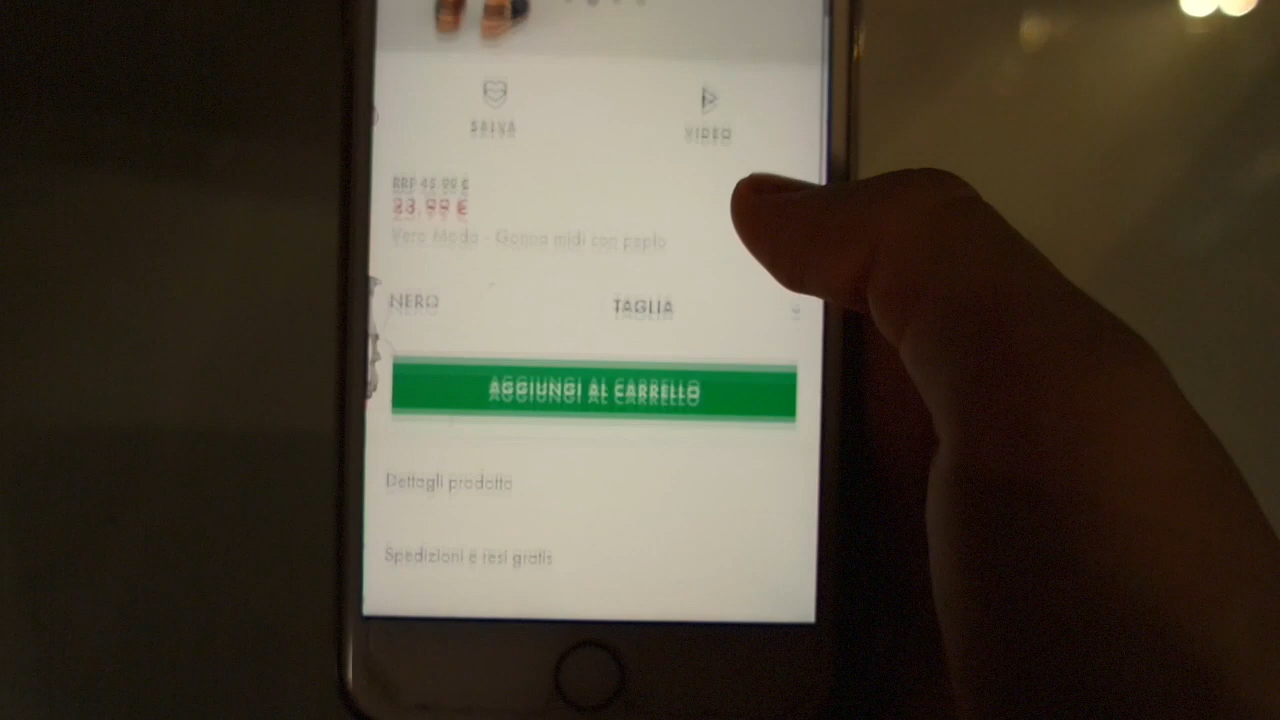 SALVA
VIDEO
RRP 45.99 €
23.99 €
Vero Moda - Gonna midi con peplo
NERO
TAGLIA
AGGIUNGI AL CARRELLO
Dettagli prodotto
Spedizioni e resi gratis